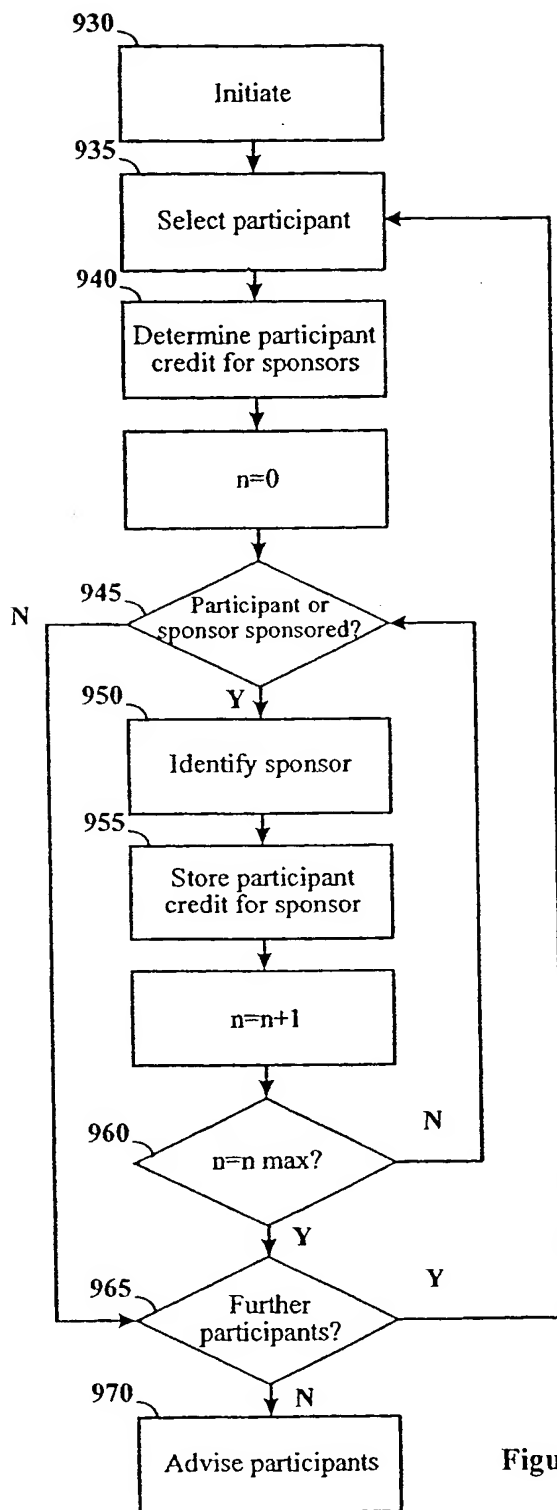 930
Initiate
935
Select participant
940
Determine participant
credit for sponsors
n=0
945
N
Participant or
sponsor sponsored?
Y
950
Identify sponsor
955
Store participant
credit for sponsor
n=n+1
960
N
n=n max?
Y
965
Y
Further
participants?
N
970
Advise participants
Figu